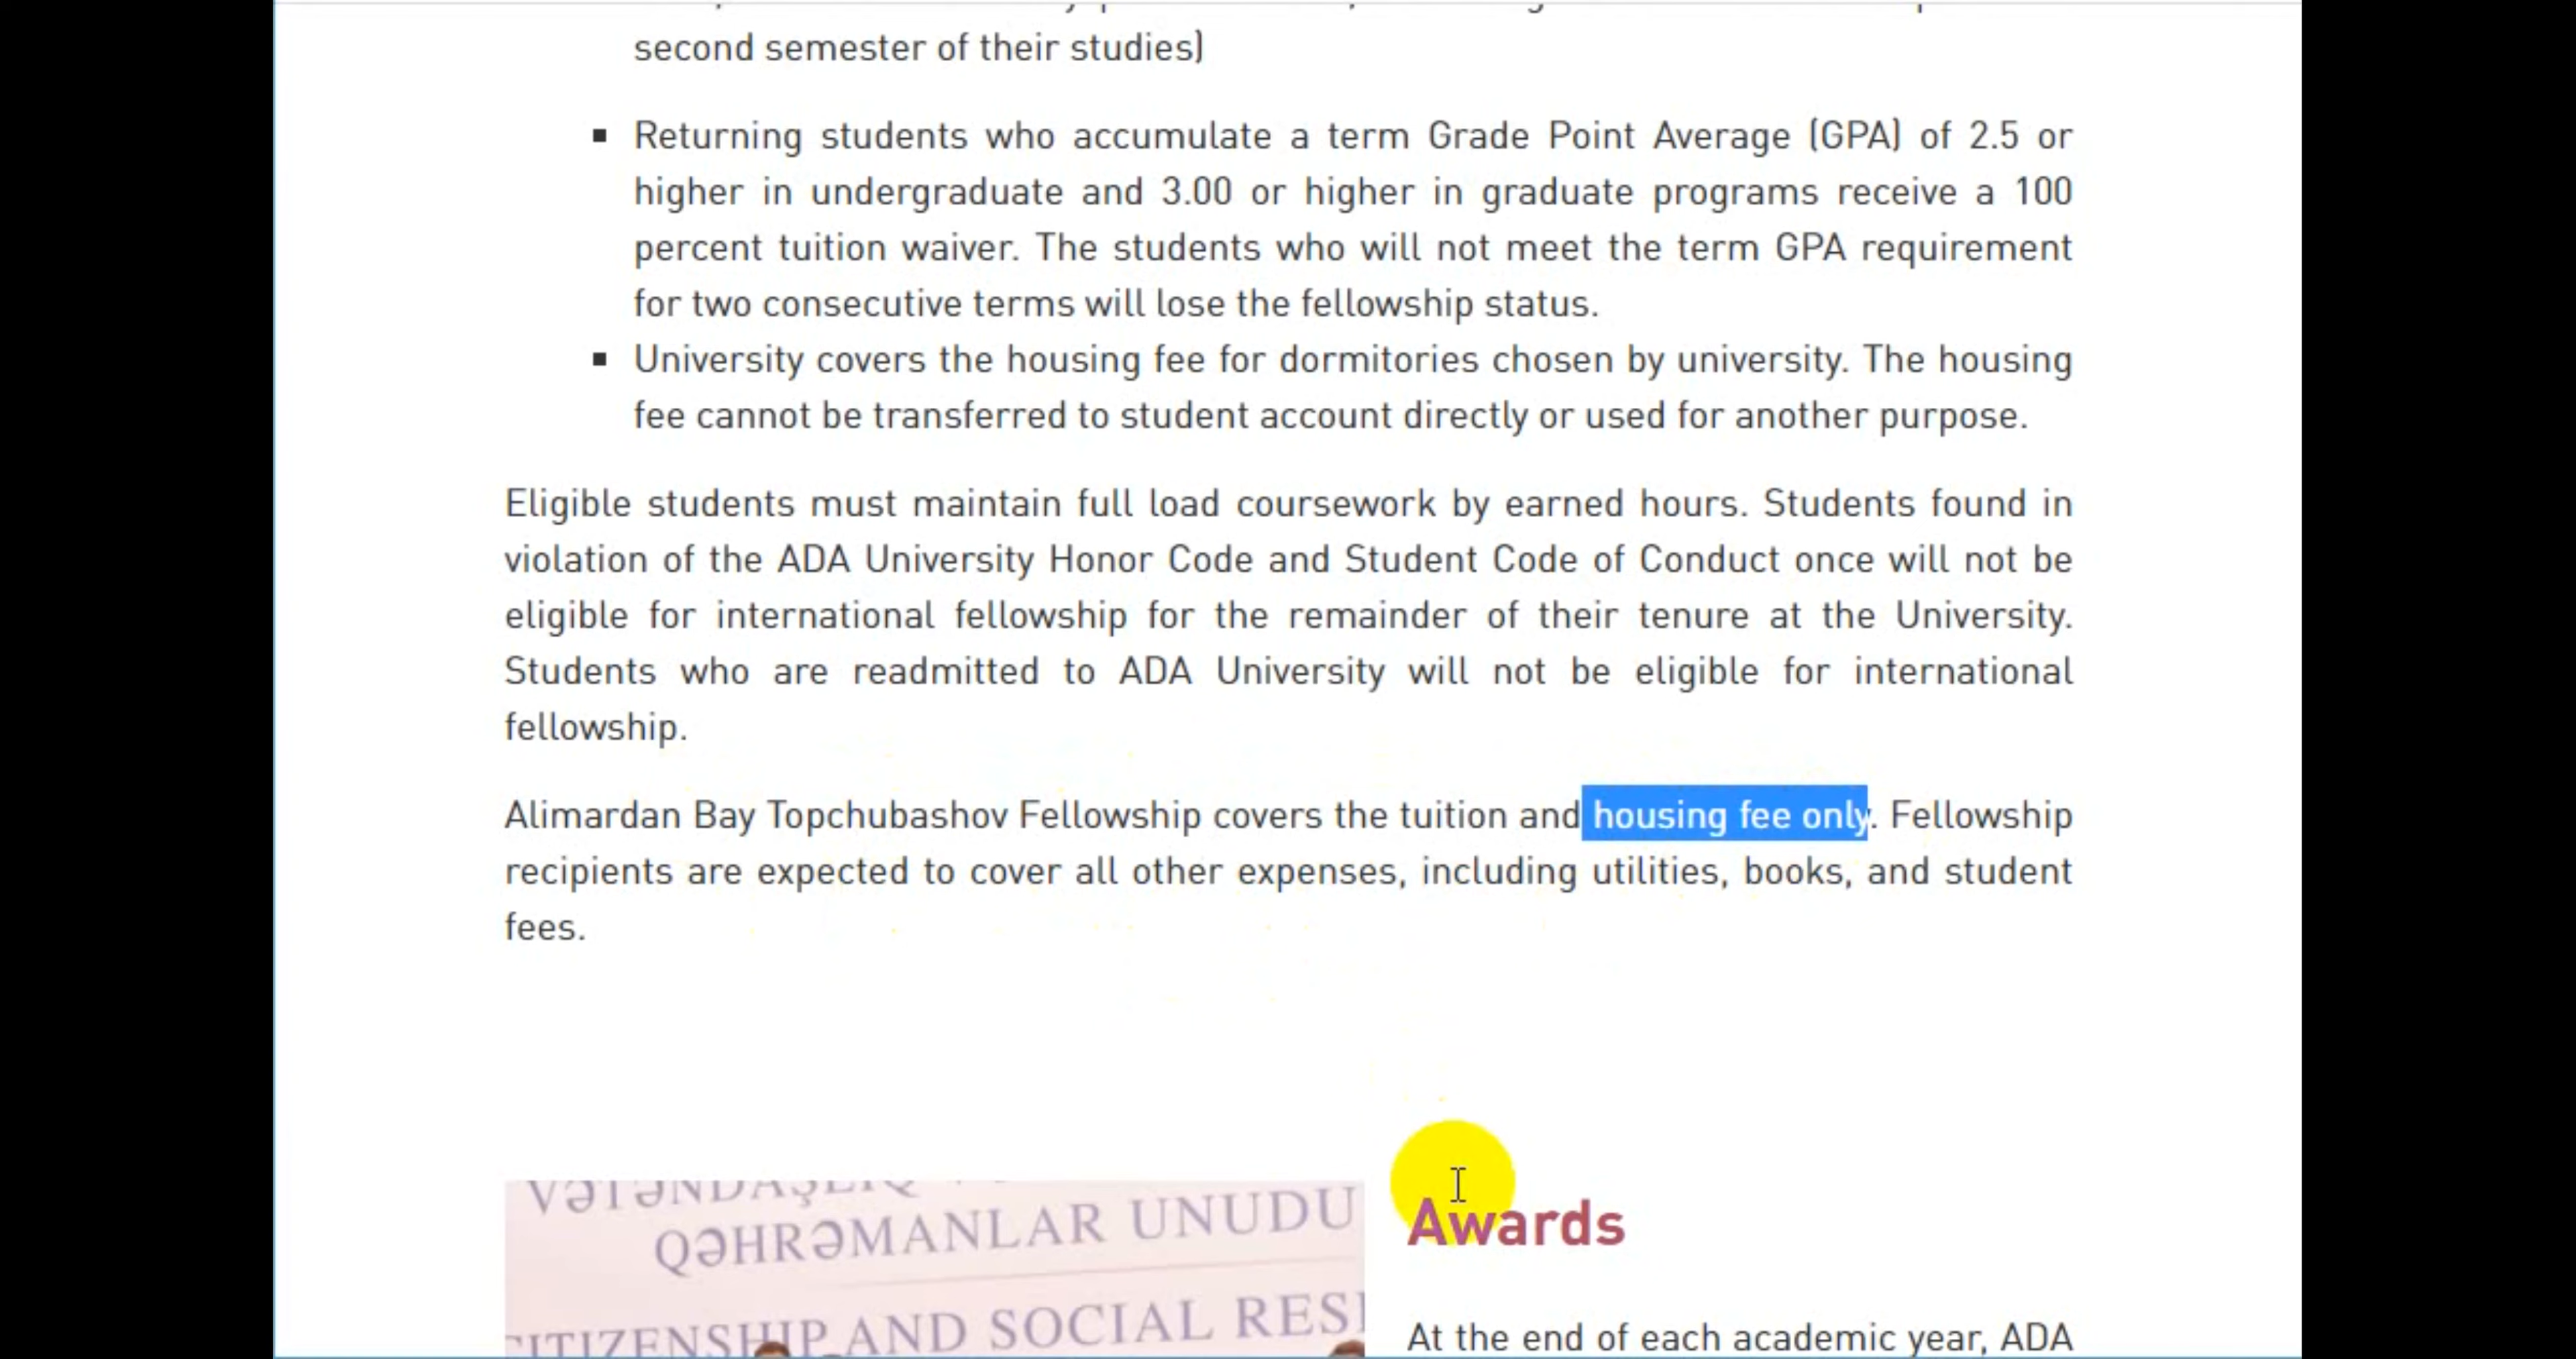 second semester of their studies)
Returning students who accumulate a term Grade Point Average (GPA) of 2.5 or
higher in undergraduate and 3.00 or higher in graduate programs receive a 100
percent tuition waiver. The students who will not meet the term GPA requirement
for two consecutive terms will lose the fellowship status.
University covers the housing fee for dormitories chosen by university. The housing
fee cannot be transferred to student account directly or used for another purpose.
Eligible students must maintain full load coursework by earned hours. Students found in
violation of the ADA University Honor Code and Student Code of Conduct once will not be
eligible for international fellowship for the remainder of their tenure at the University.
Students who are readmitted to ADA University will not be eligible for international
fellowship.
Alimardan Bay Topchubashov Fellowship covers the tuition and housing fee only. Fellowship
recipients are expected to cover all other expenses, including utilities, books, and student
fees.
VƏTƏNDAŞLIQ
QƏHRƏMANLAR UNUDU
CITIZENSHIP AND SOCIAL RES
Awards
At the end of each academic year, ADA